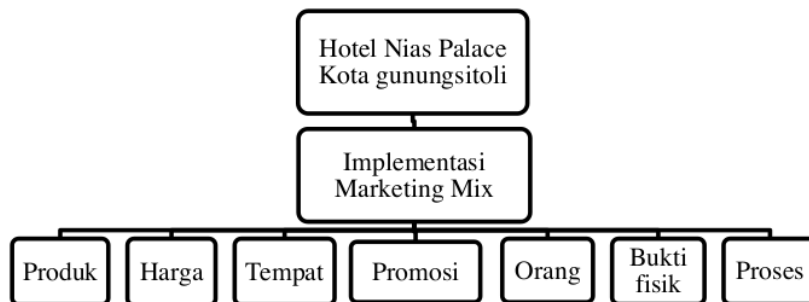 Hotel Nias Palace
Kota gunungsitoli
Implementasi
Marketing Mix
Produk
Harga
Tempat
Promosi
Orang
Bukti
fisik
Proses